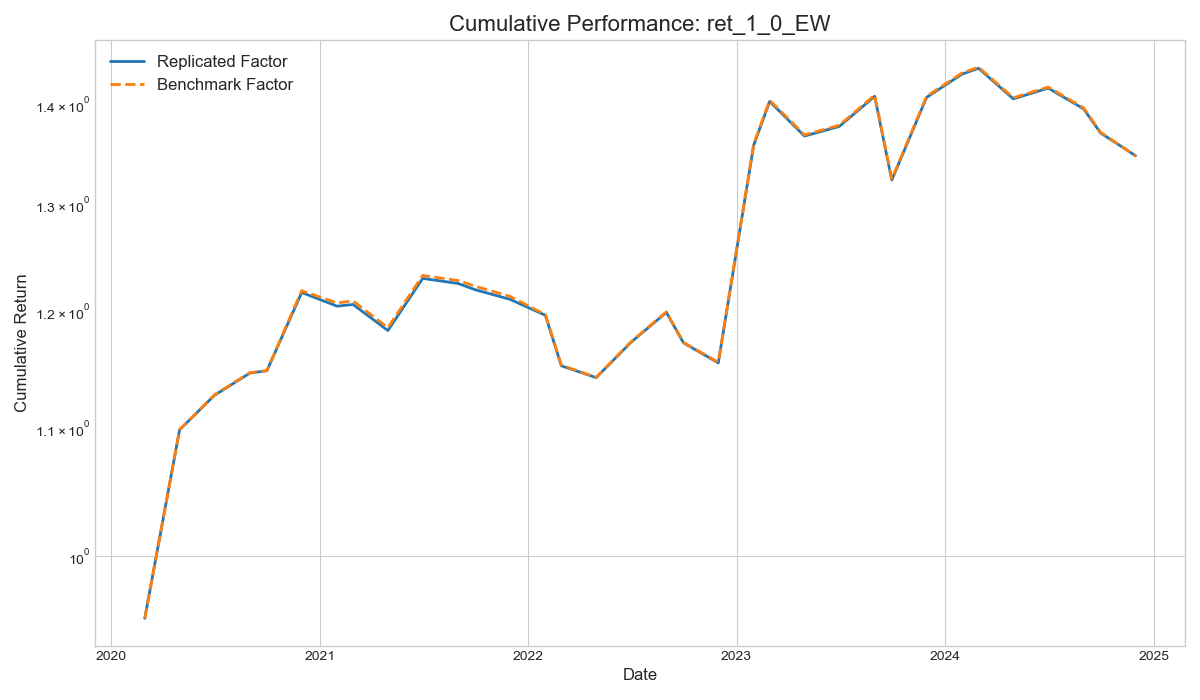 Cumulative Performance: ret_1_0_EW
Replicated Factor
Benchmark Factor
1.4 × 10⁰
1.3 × 10⁰
1.2 × 10⁰
1.1 × 10⁰
10⁰
Cumulative Return
2020 2021 2022 2023 2024 2025
Date